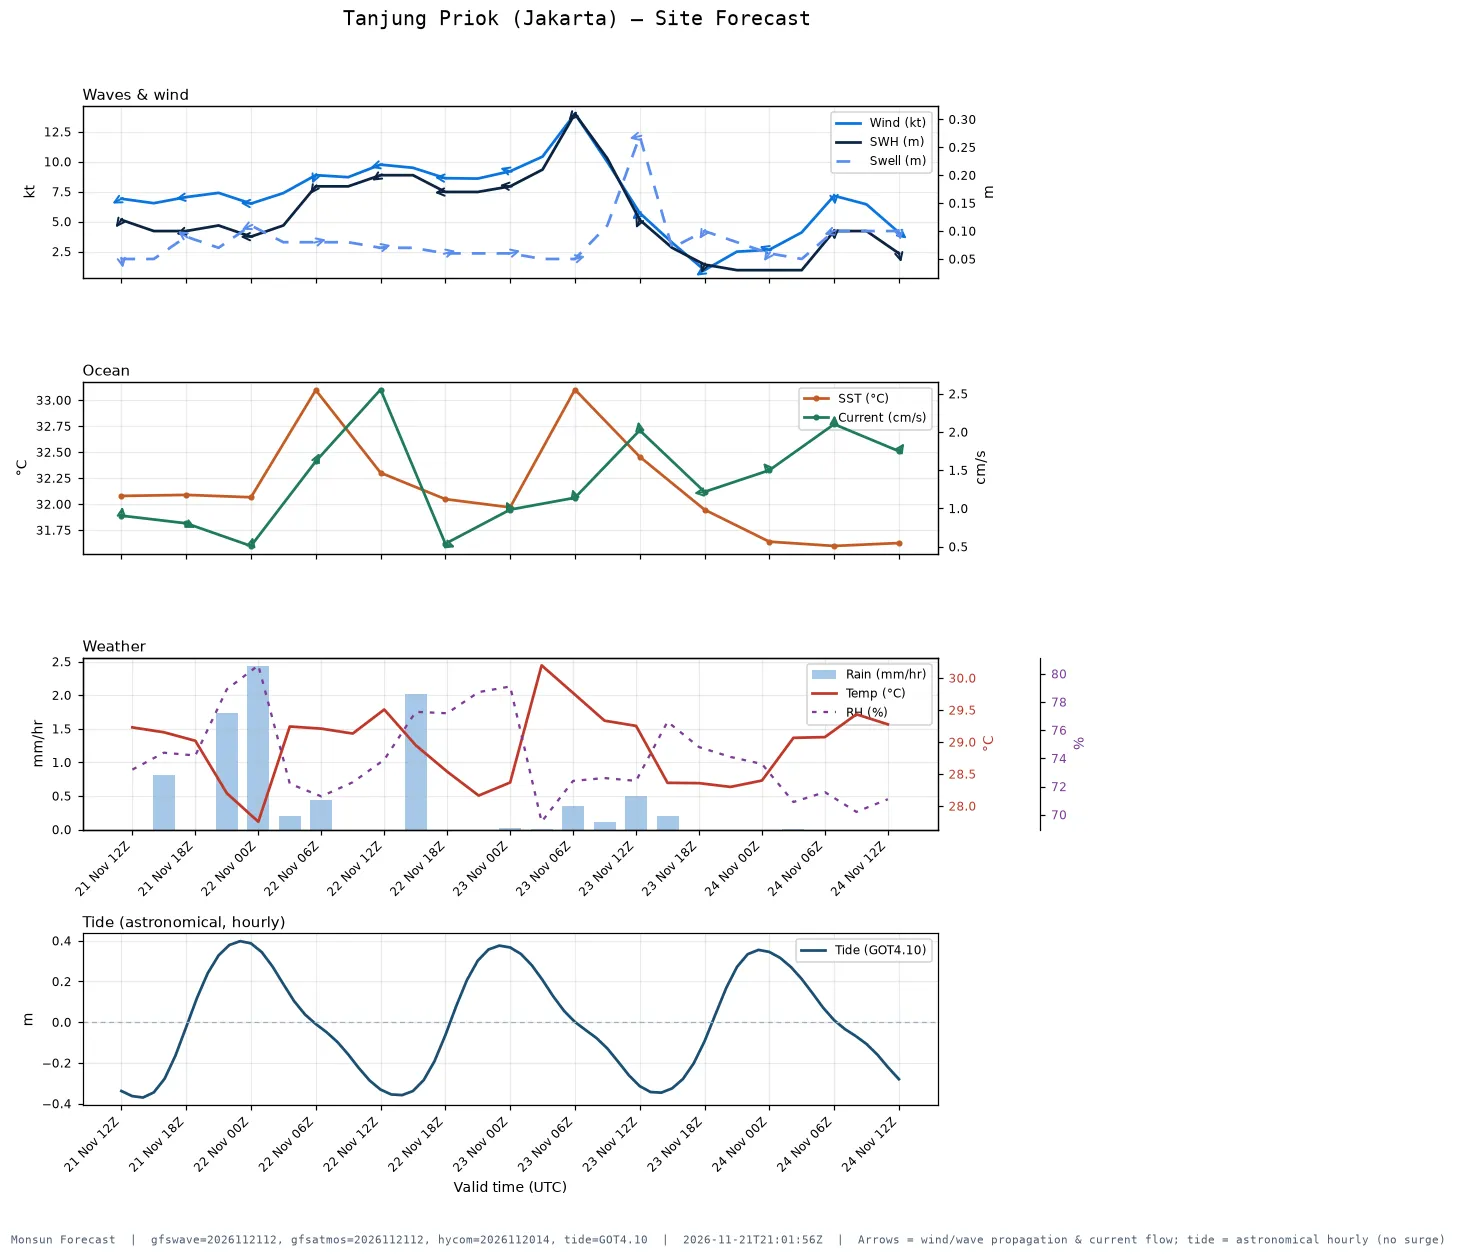 Tanjung Priok (Jakarta) — Site Forecast
Waves & wind
12.5
10.0
7.5
5.0
2.5
kt
Wind (kt)
SWH (m)
Swell (m)
0.30
0.25
0.20
0.15
0.10
0.05
m
Ocean
33.00
32.75
32.50
32.25
32.00
31.75
°C
SST (°C)
Current (cm/s)
2.5
2.0
1.5
1.0
0.5
cm/s
Weather
2.5
2.0
1.5
1.0
0.5
0.0
mm/hr
Rain (mm/hr)
Temp (°C)
RH (%)
30.0
29.5
29.0
28.5
28.0
°C
80
78
76
74
72
70
%
21 Nov 12Z
21 Nov 18Z
22 Nov 00Z
22 Nov 06Z
22 Nov 12Z
22 Nov 18Z
23 Nov 00Z
23 Nov 06Z
23 Nov 12Z
23 Nov 18Z
24 Nov 00Z
24 Nov 06Z
24 Nov 12Z
Tide (astronomical, hourly)
0.4
0.2
0.0
−0.2
−0.4
m
Tide (GOT4.10)
21 Nov 12Z
21 Nov 18Z
22 Nov 00Z
22 Nov 06Z
22 Nov 12Z
22 Nov 18Z
23 Nov 00Z
23 Nov 06Z
23 Nov 12Z
23 Nov 18Z
24 Nov 00Z
24 Nov 06Z
24 Nov 12Z
Valid time (UTC)
Monsun Forecast | gfswave=2026112112, gfsatmos=2026112112, hycom=2026112014, tide=GOT4.10 | 2026-11-21T21:01:56Z | Arrows = wind/wave propagation & current flow; tide = astronomical hourly (no surge)